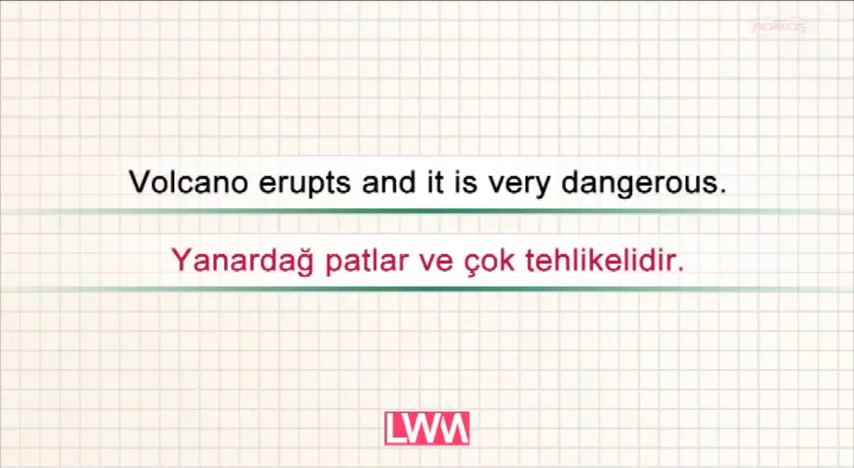 Volcano erupts and it is very dangerous.
Yanardağ patlar ve çok tehlikelidir.
LWM